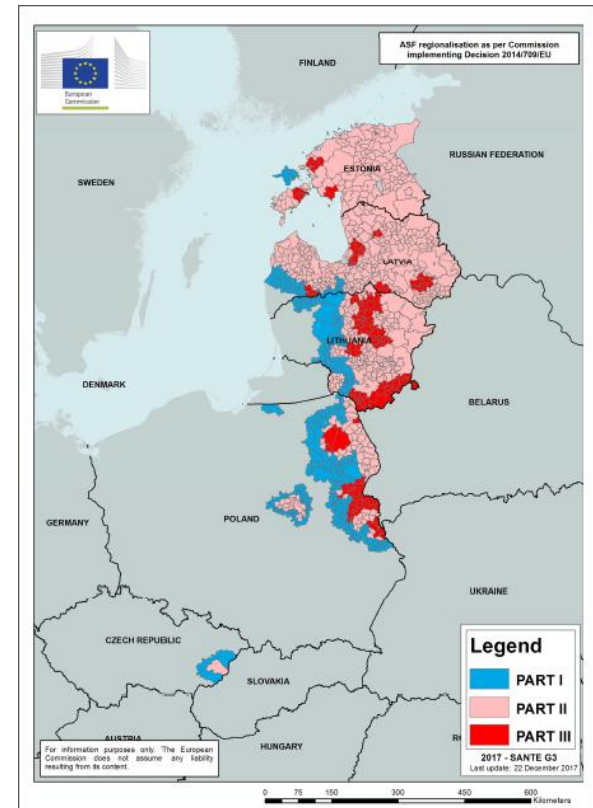 European
Commission
ASF regionalisation as per Commission
implementing Decision 2014/709/EU
FINLAND
SWEDEN
ESTONIA
RUSSIAN FEDERATION
LATVIA
LITHUANIA
DENMARK
BELARUS
GERMANY
POLAND
UKRAINE
CZECH REPUBLIC
SLOVAKIA
AUSTRIA
HUNGARY
Legend
PART I
PART II
PART III
2017 - SANTE G3
Last update: 22 December 2017
For information purposes only. The European
Commission does not assume any liability
resulting from its content.
0 75 150 300 450 600
Kilometers